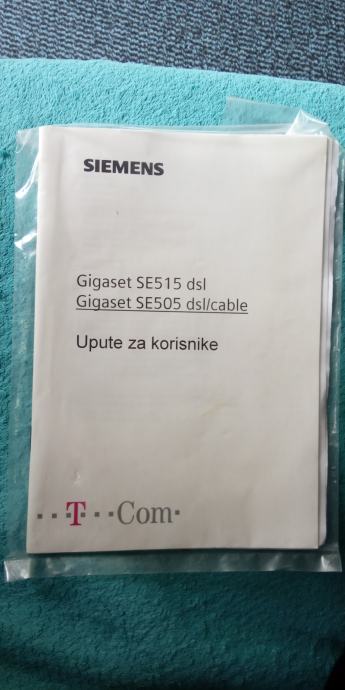 SIEMENS
Gigaset SE515 dsl
Gigaset SE505 dsl/cable
Upute za korisnike
··T···Com·